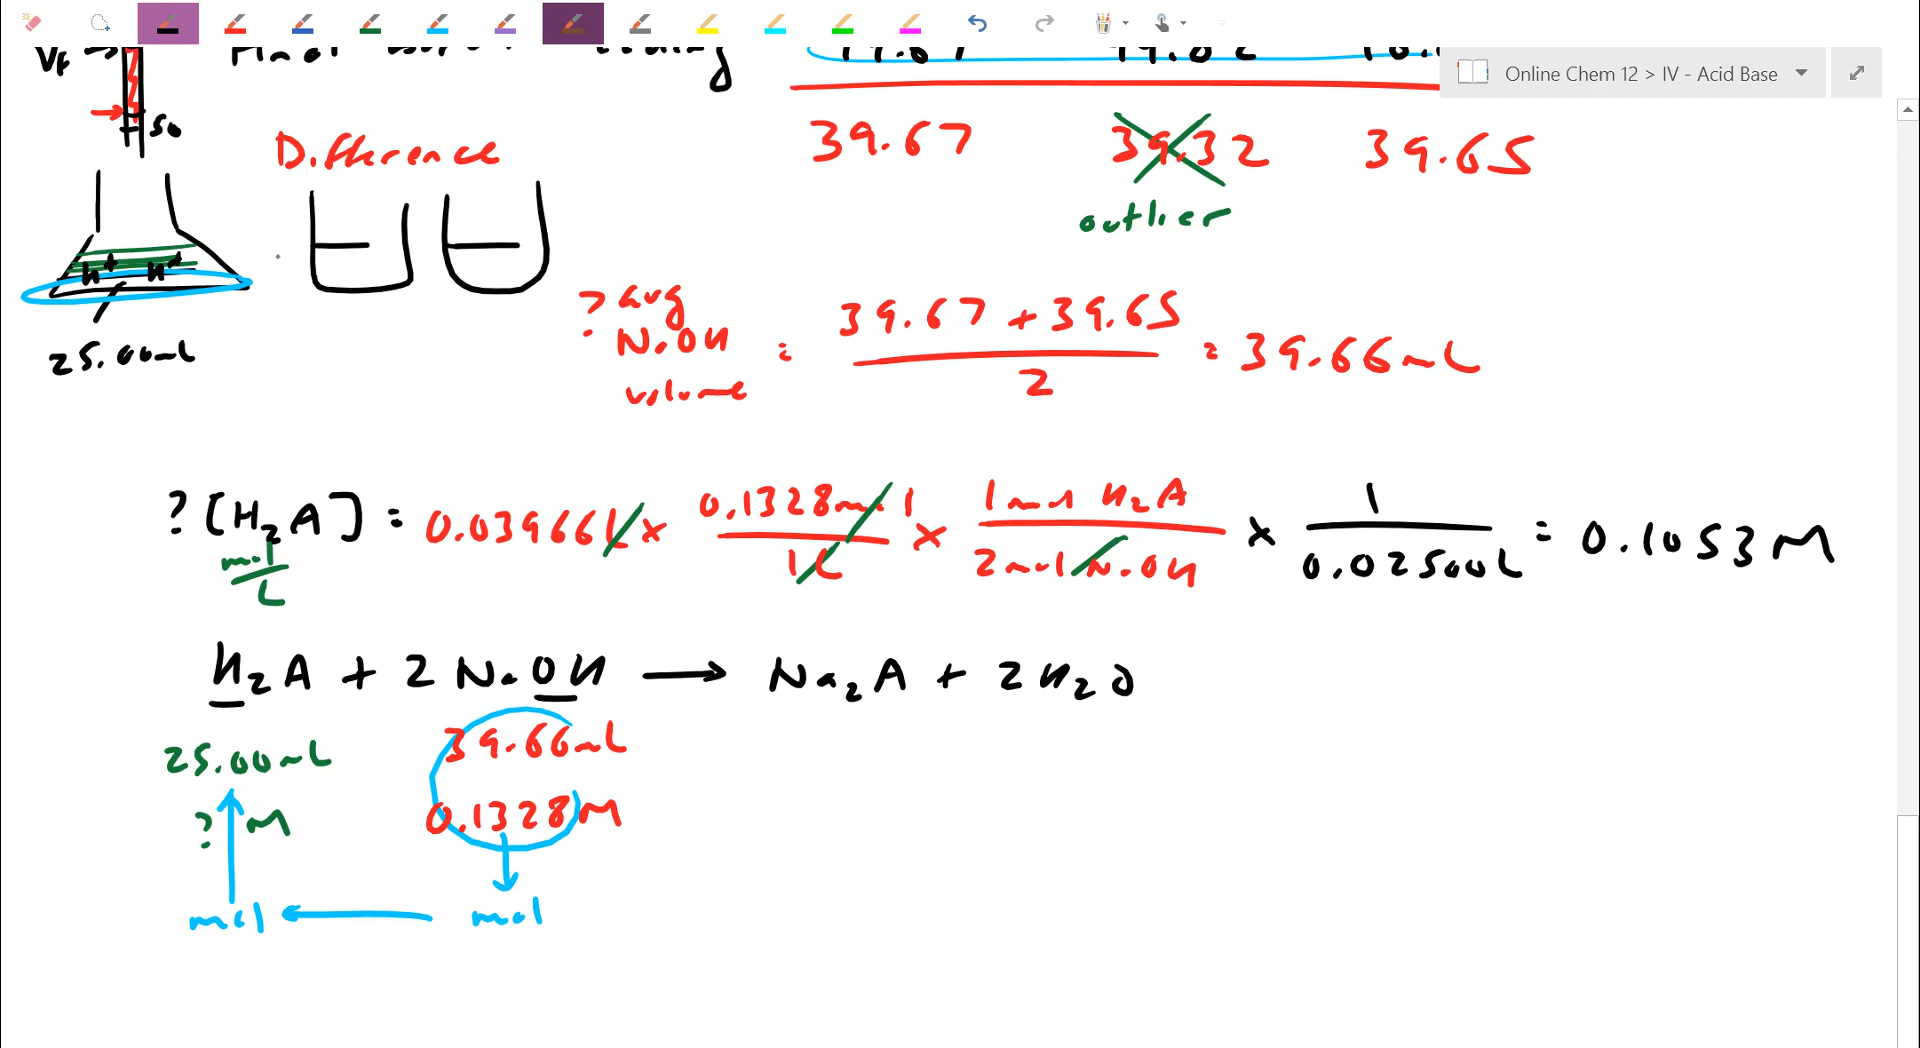 Online Chem 12 > IV - Acid Base
VF
50
Difference
39.67 39.32 39.65
outlier
H+ H+
25.00mL
? avg
NaOH
volume
= 39.67 + 39.65 / 2 = 39.66mL
? [H2A] = 0.03966L x 0.1328mol / 1L x 1mol H2A / 2mol NaOH x 1 / 0.02500L = 0.1053M
mol / L
H2A + 2NaOH → Na2A + 2H2O
25.00mL 39.66mL
? M 0.1328M
mol ← mol